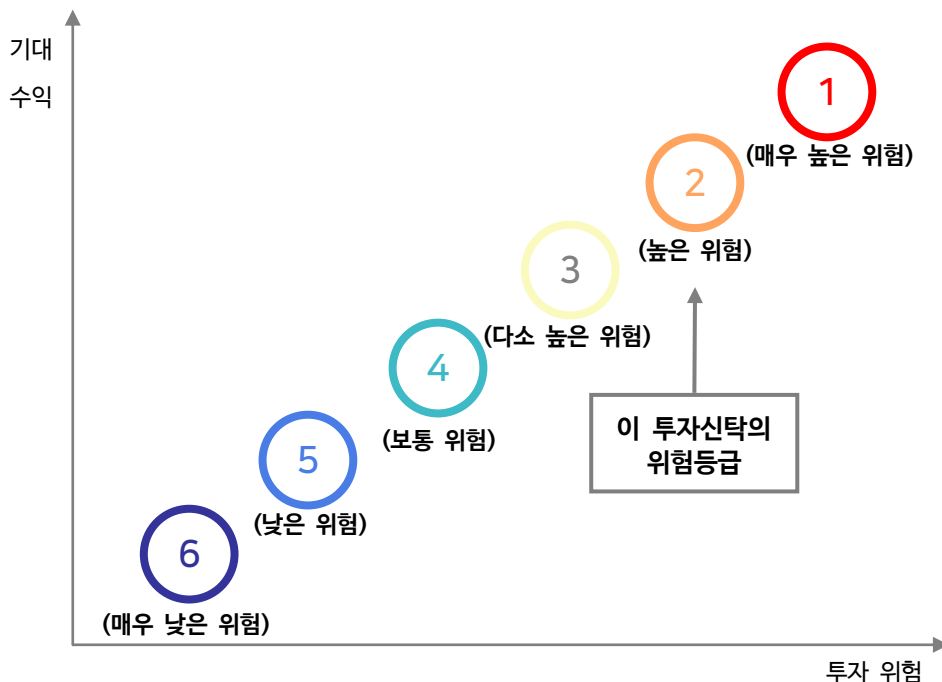 기대
수익
1
(매우 높은 위험)
2
(높은 위험)
3
(다소 높은 위험)
4
(보통 위험)
이 투자신탁의
위험등급
5
(낮은 위험)
6
(매우 낮은 위험)
투자 위험